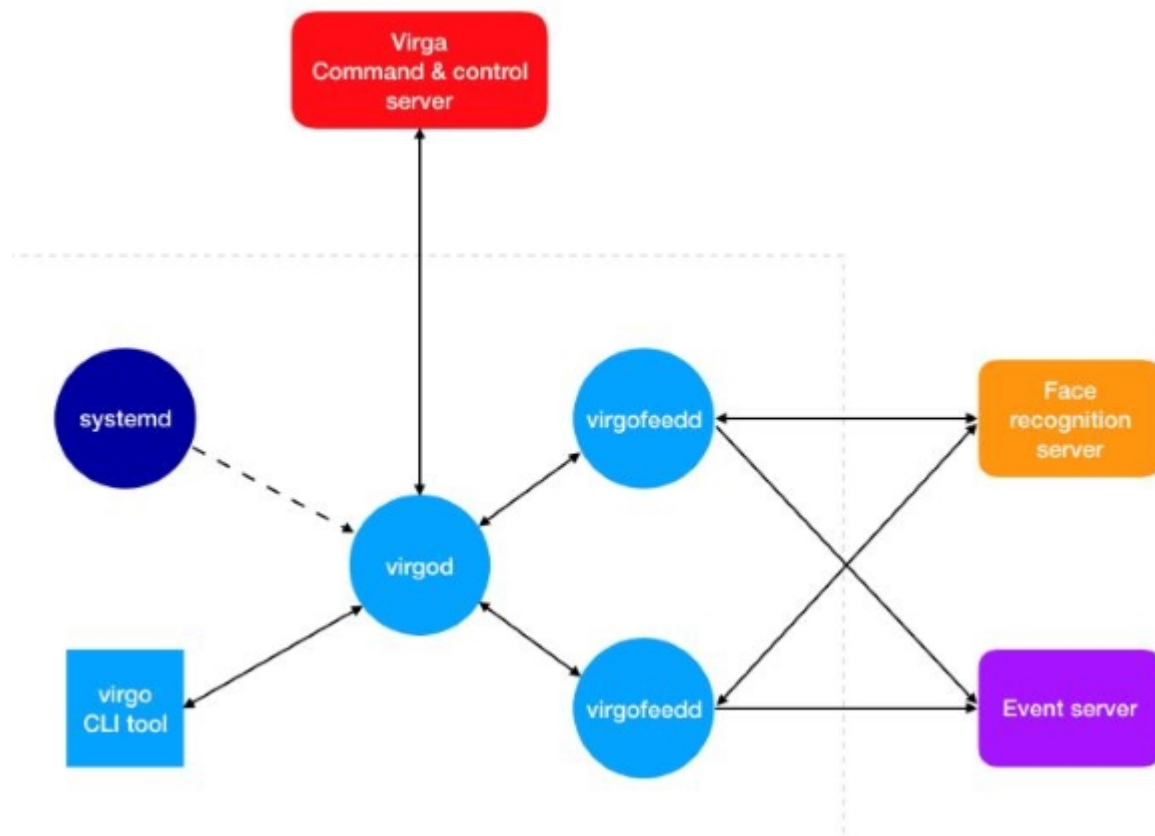 Virga
Command & control
server
systemd
virgofeedd
Face
recognition
server
virgod
virgo
CLI tool
virgofeedd
Event server